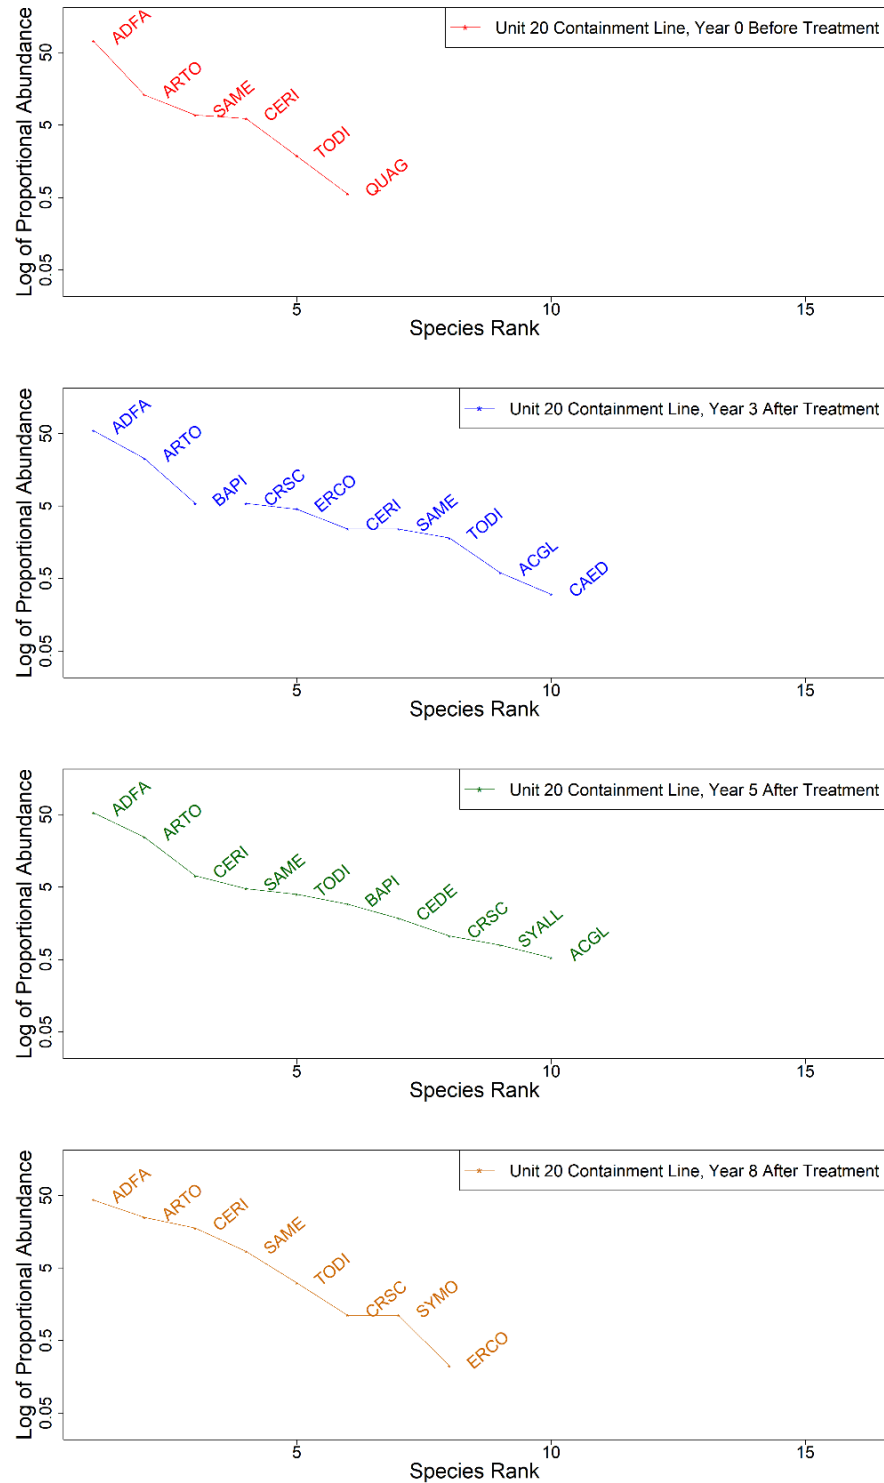 Unit 20 Containment Line, Year 0 Before Treatment
Log of Proportional Abundance
50
5
0.5
0.05
ADFA
ARTO
SAME
CERI
TODI
QUAG
5
10
15
Species Rank
Unit 20 Containment Line, Year 3 After Treatment
Log of Proportional Abundance
50
5
0.5
0.05
ADFA
ARTO
BAPI
CRSC
ERCO
CERI
SAME
TODI
ACGL
CAED
5
10
15
Species Rank
Unit 20 Containment Line, Year 5 After Treatment
Log of Proportional Abundance
50
5
0.5
0.05
ADFA
ARTO
CERI
SAME
TODI
BAPI
CEDE
CRSC
SYALL
ACGL
5
10
15
Species Rank
Unit 20 Containment Line, Year 8 After Treatment
Log of Proportional Abundance
50
5
0.5
0.05
ADFA
ARTO
CERI
SAME
TODI
CRSC
SYMO
ERCO
5
10
15
Species Rank